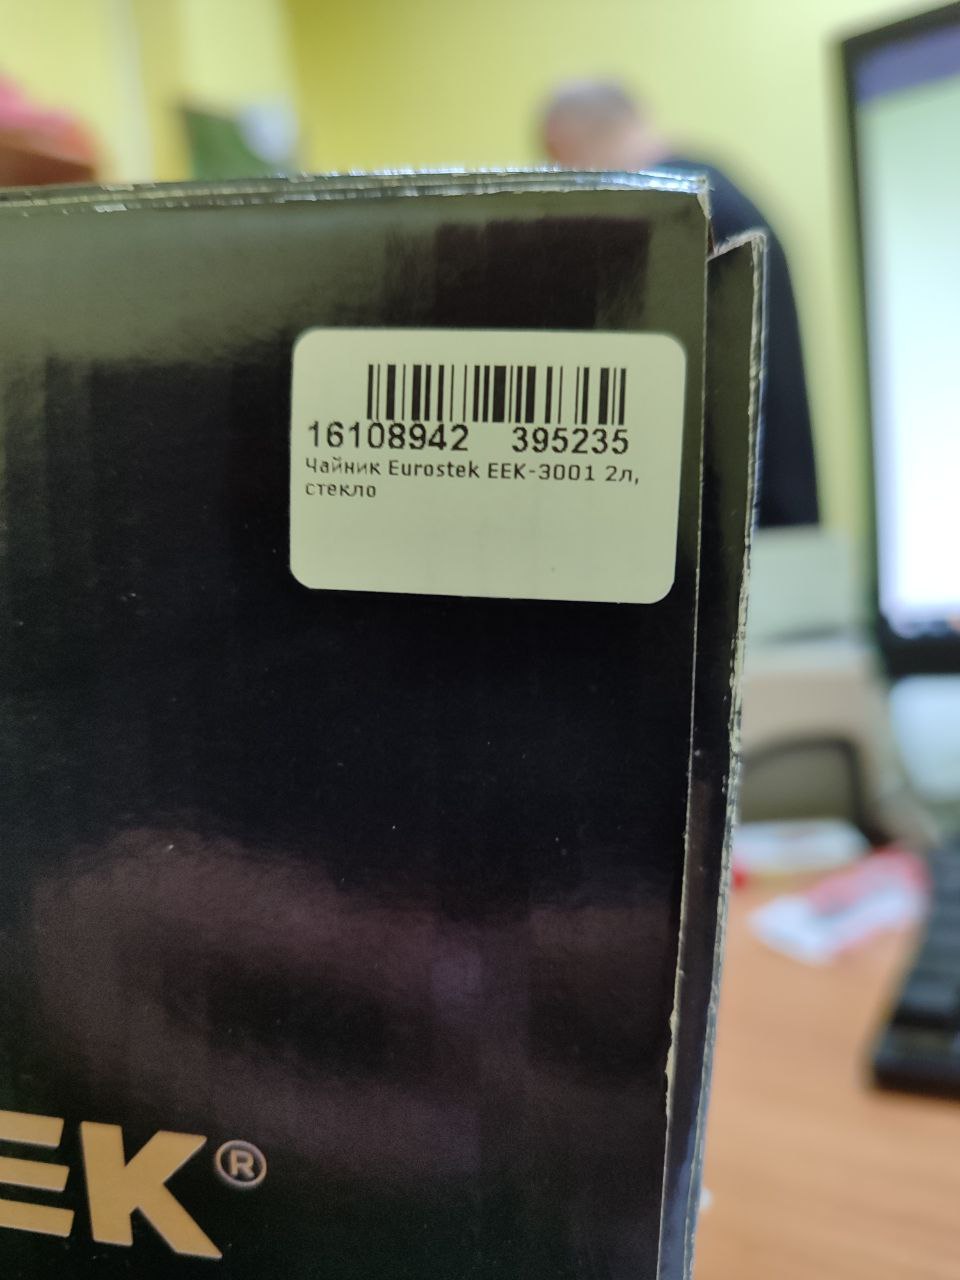 16108942 395235
Чайник Eurostek EEK-3001 2л,
стекло
EK®